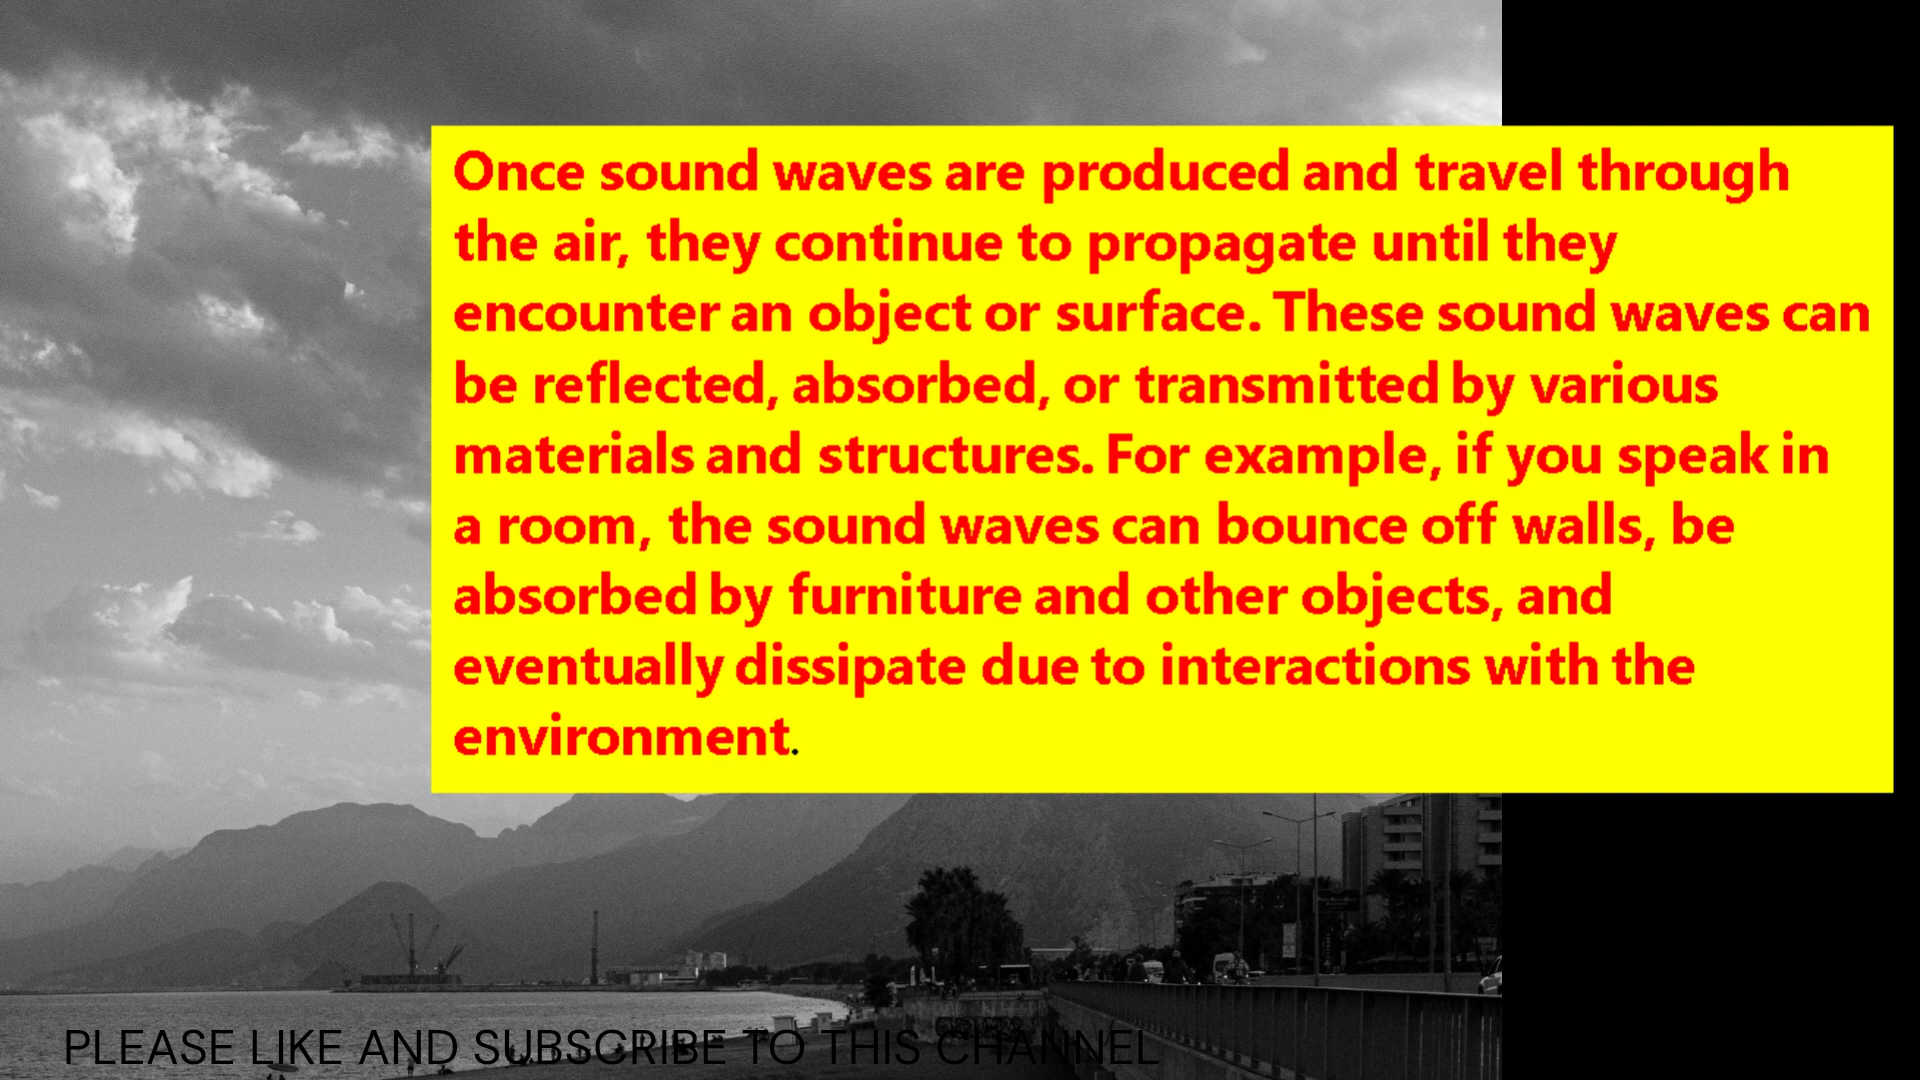 Once sound waves are produced and travel through
the air, they continue to propagate until they
encounter an object or surface. These sound waves can
be reflected, absorbed, or transmitted by various
materials and structures. For example, if you speak in
a room, the sound waves can bounce off walls, be
absorbed by furniture and other objects, and
eventually dissipate due to interactions with the
environment.
PLEASE LIKE AND SUBSCRIBE TO THIS CHANNEL